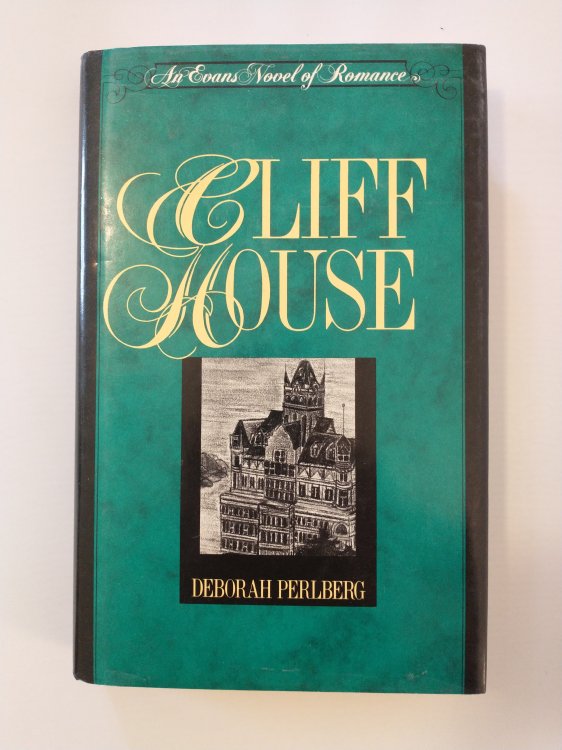 An Evans Novel of Romance
CLIFF
HOUSE
DEBORAH PERLBERG